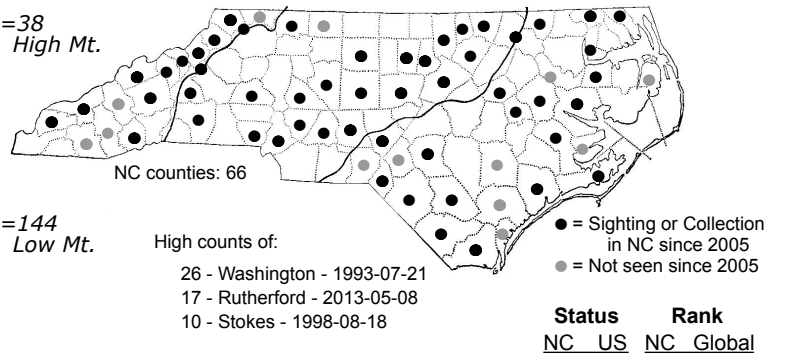 =38
High Mt.
NC counties: 66
=144
Low Mt.
High counts of:
26 - Washington - 1993-07-21
17 - Rutherford - 2013-05-08
10 - Stokes - 1998-08-18
● = Sighting or Collection
in NC since 2005
● = Not seen since 2005
Status Rank
NC US NC Global